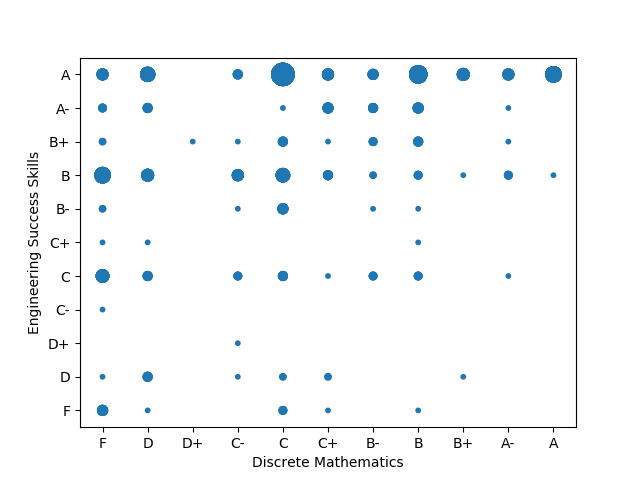 Engineering Success Skills
A
A-
B+
B
B-
C+
C
C-
D+
D
F
F D D+ C- C C+ B- B B+ A- A
Discrete Mathematics